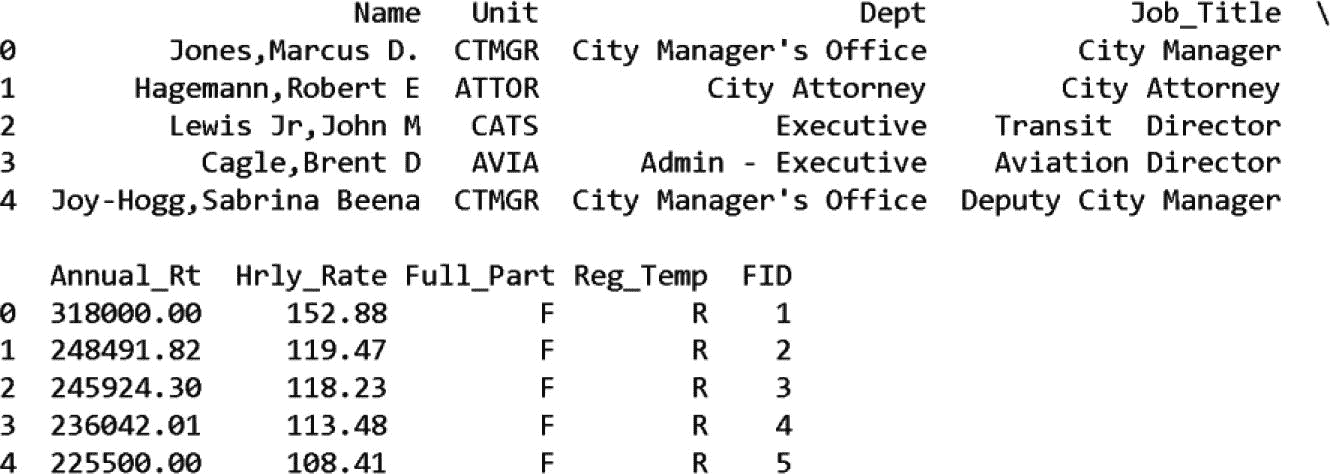 Name Unit Dept Job_Title \
0 Jones,Marcus D. CTMGR City Manager's Office City Manager
1 Hagemann,Robert E ATTOR City Attorney City Attorney
2 Lewis Jr,John M CATS Executive Transit  Director
3 Cagle,Brent D AVIA Admin - Executive Aviation Director
4 Joy-Hogg,Sabrina Beena CTMGR City Manager's Office Deputy City Manager
Annual_Rt Hrly_Rate Full_Part Reg_Temp FID
0 318000.00 152.88 F R 1
1 248491.82 119.47 F R 2
2 245924.30 118.23 F R 3
3 236042.01 113.48 F R 4
4 225500.00 108.41 F R 5